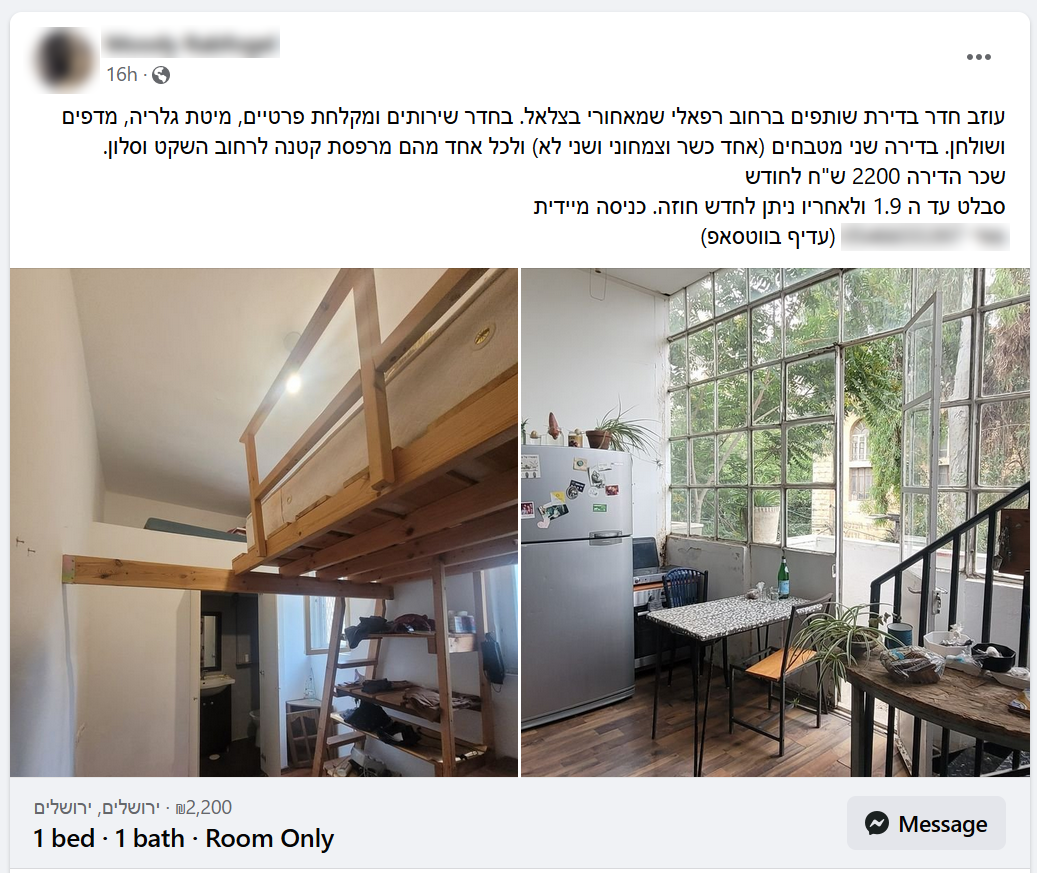 16h ·
עוזב חדר בדירת שותפים ברחוב רפאלי שמאחורי בצלאל. בחדר שירותים ומקלחת פרטיים, מיטת גלריה, מדפים
ושולחן. בדירה שני מטבחים (אחד כשר וצמחוני ושני לא) ולכל אחד מהם מרפסת קטנה לרחוב השקט וסלון.
שכר הדירה 2200 ש"ח לחודש
סבלט עד ה 1.9 ולאחריו ניתן לחדש חוזה. כניסה מיידית
(עדיף בווטסאפ)
₪2,200 · ירושלים, ירושלים
1 bed · 1 bath · Room Only
Message